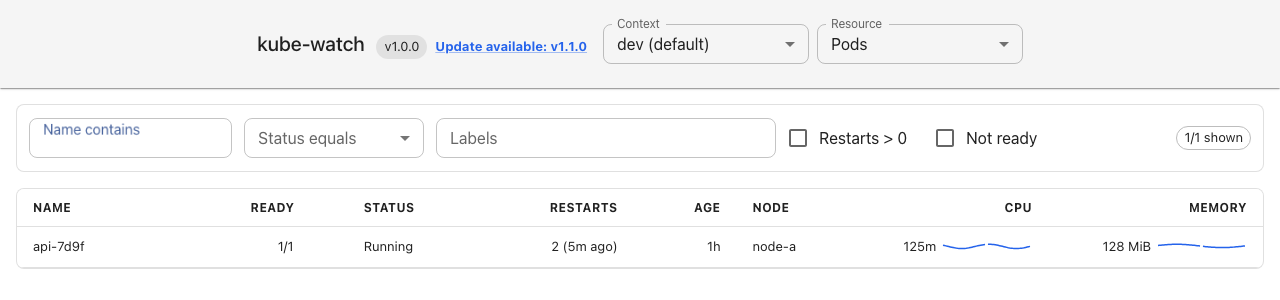 kube-watch v1.0.0 Update available: v1.1.0
Context
dev (default)
Resource
Pods
Name contains
Status equals
Labels
Restarts > 0
Not ready
1/1 shown
NAME READY STATUS RESTARTS AGE NODE CPU MEMORY
api-7d9f 1/1 Running 2 (5m ago) 1h node-a 125m 128 MiB